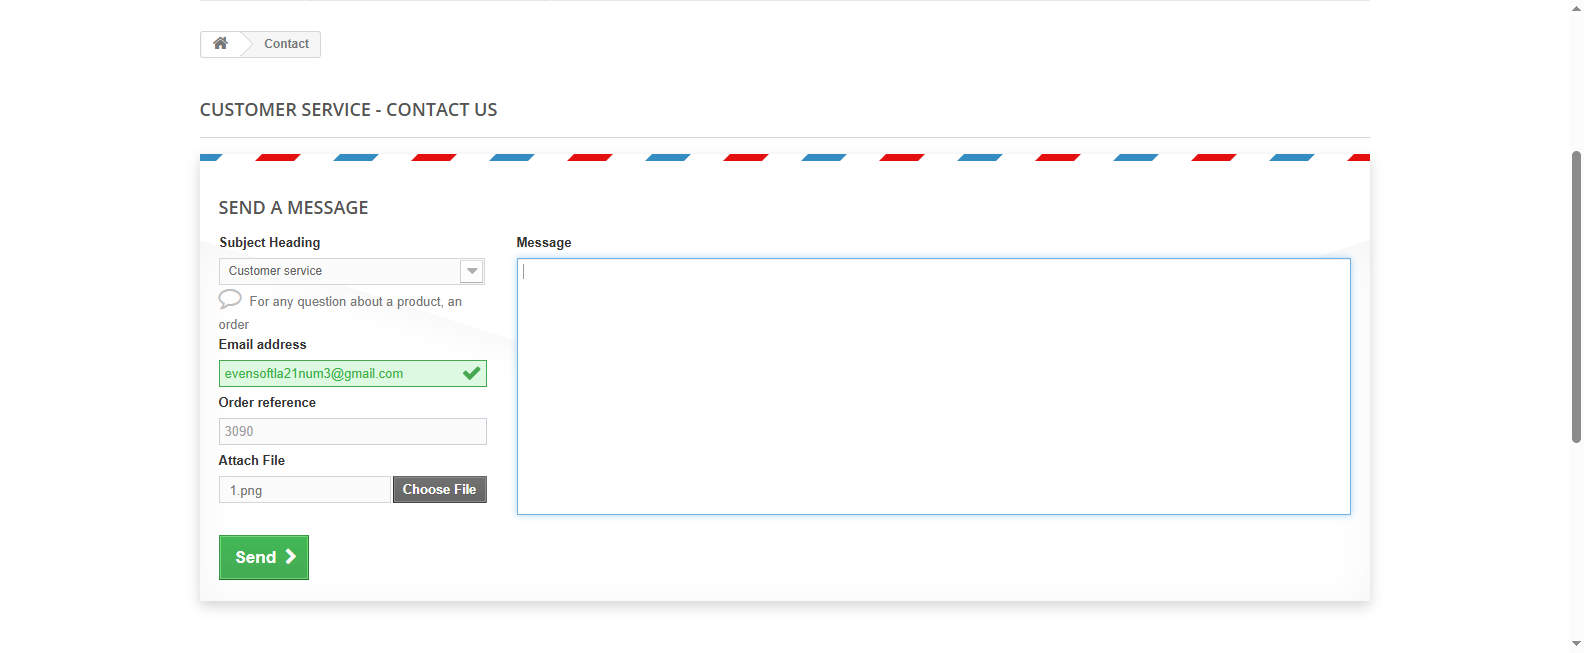 Contact
CUSTOMER SERVICE - CONTACT US
SEND A MESSAGE
Subject Heading
Customer service
For any question about a product, an
order
Email address
evensoftla21num3@gmail.com
Order reference
3090
Attach File
1.png
Choose File
Send
Message